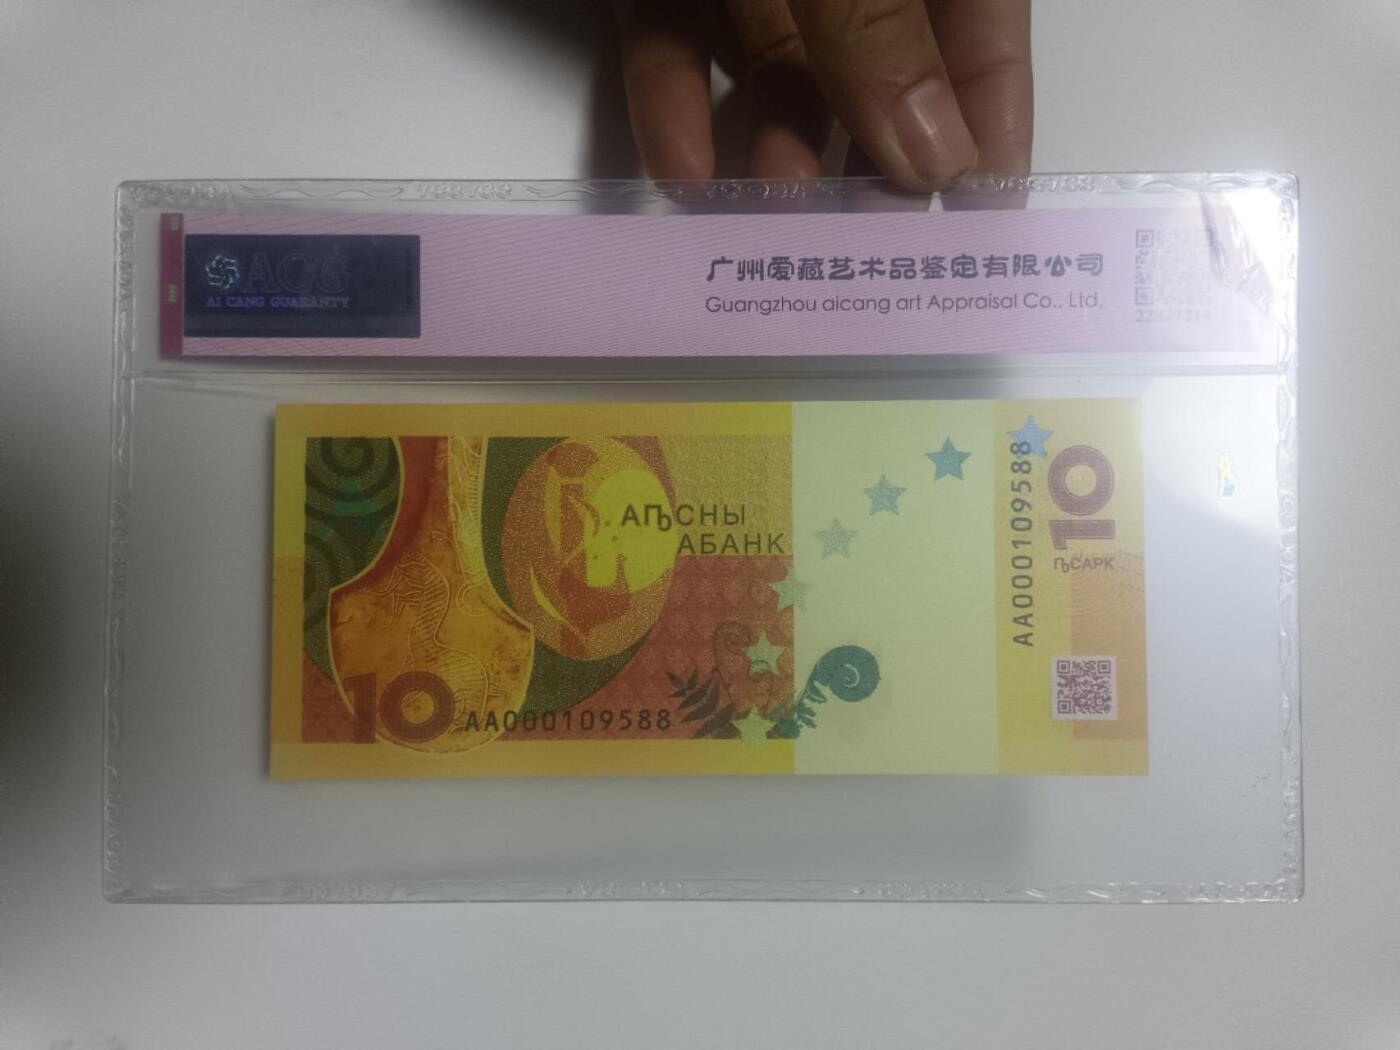 ACG
AI CANG GUARANTY
广州爱藏艺术品鉴定有限公司
Guangzhou aicang art Appraisal Co., Ltd.
АԤСНЫ
АБАНК
10
AA000109588
AA000109588
10
ԤСАРК